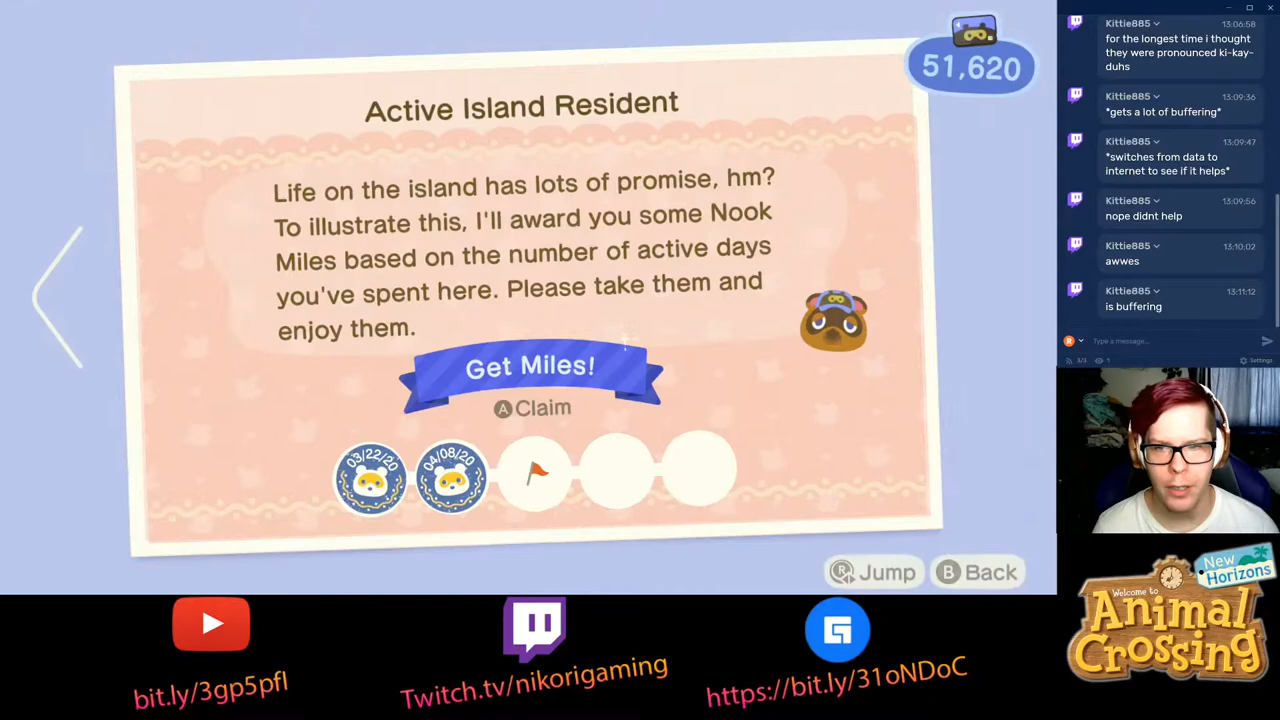 51,620
Active Island Resident
Life on the island has lots of promise, hm?
To illustrate this, I'll award you some Nook
Miles based on the number of active days
you've spent here. Please take them and
enjoy them.
Get Miles!
A Claim
03/22/20
04/08/20
R Jump
B Back
Kittie885 13:06:58
for the longest time i thought
they were pronounced ki-kay-
duhs
Kittie885 13:09:36
*gets a lot of buffering*
Kittie885 13:09:47
*switches from data to
internet to see if it helps*
Kittie885 13:09:56
nope didnt help
Kittie885 13:10:02
awwes
Kittie885 13:11:12
is buffering
R
Type a message...
3/3
1
Settings
Welcome to
Animal
Crossing
New
Horizons
bit.ly/3gp5pfl
Twitch.tv/nikorigaming
https://bit.ly/31oNDoC